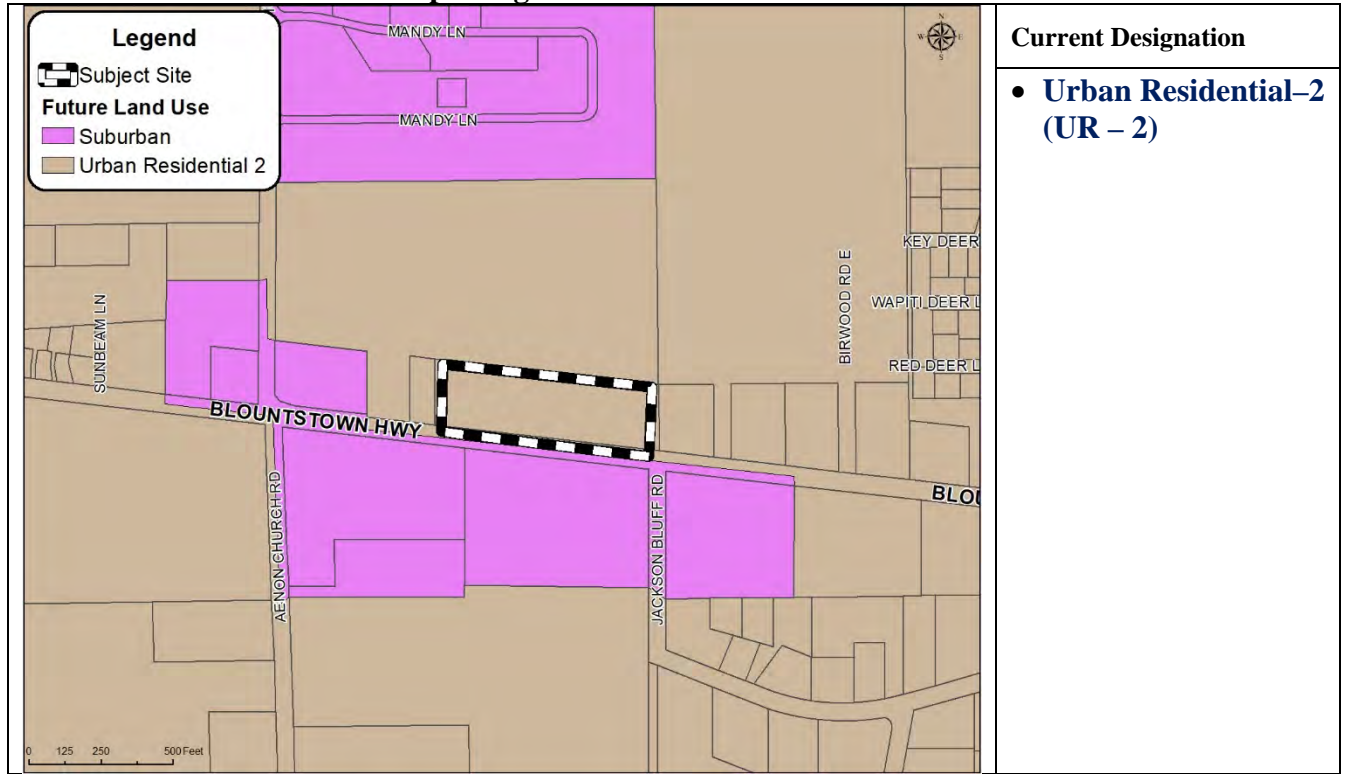 Legend
Subject Site
Future Land Use
Suburban
Urban Residential 2
MANDY LN
MANDY LN
N
W E
S
KEY DEER
WAPITI DEER L
RED DEER L
BIRWOOD RD E
SUNBEAM LN
BLOUNTSTOWN HWY
BLOU
AENON CHURCH RD
JACKSON BLUFF RD
0 125 250 500 Feet
Current Designation
• Urban Residential–2
(UR – 2)